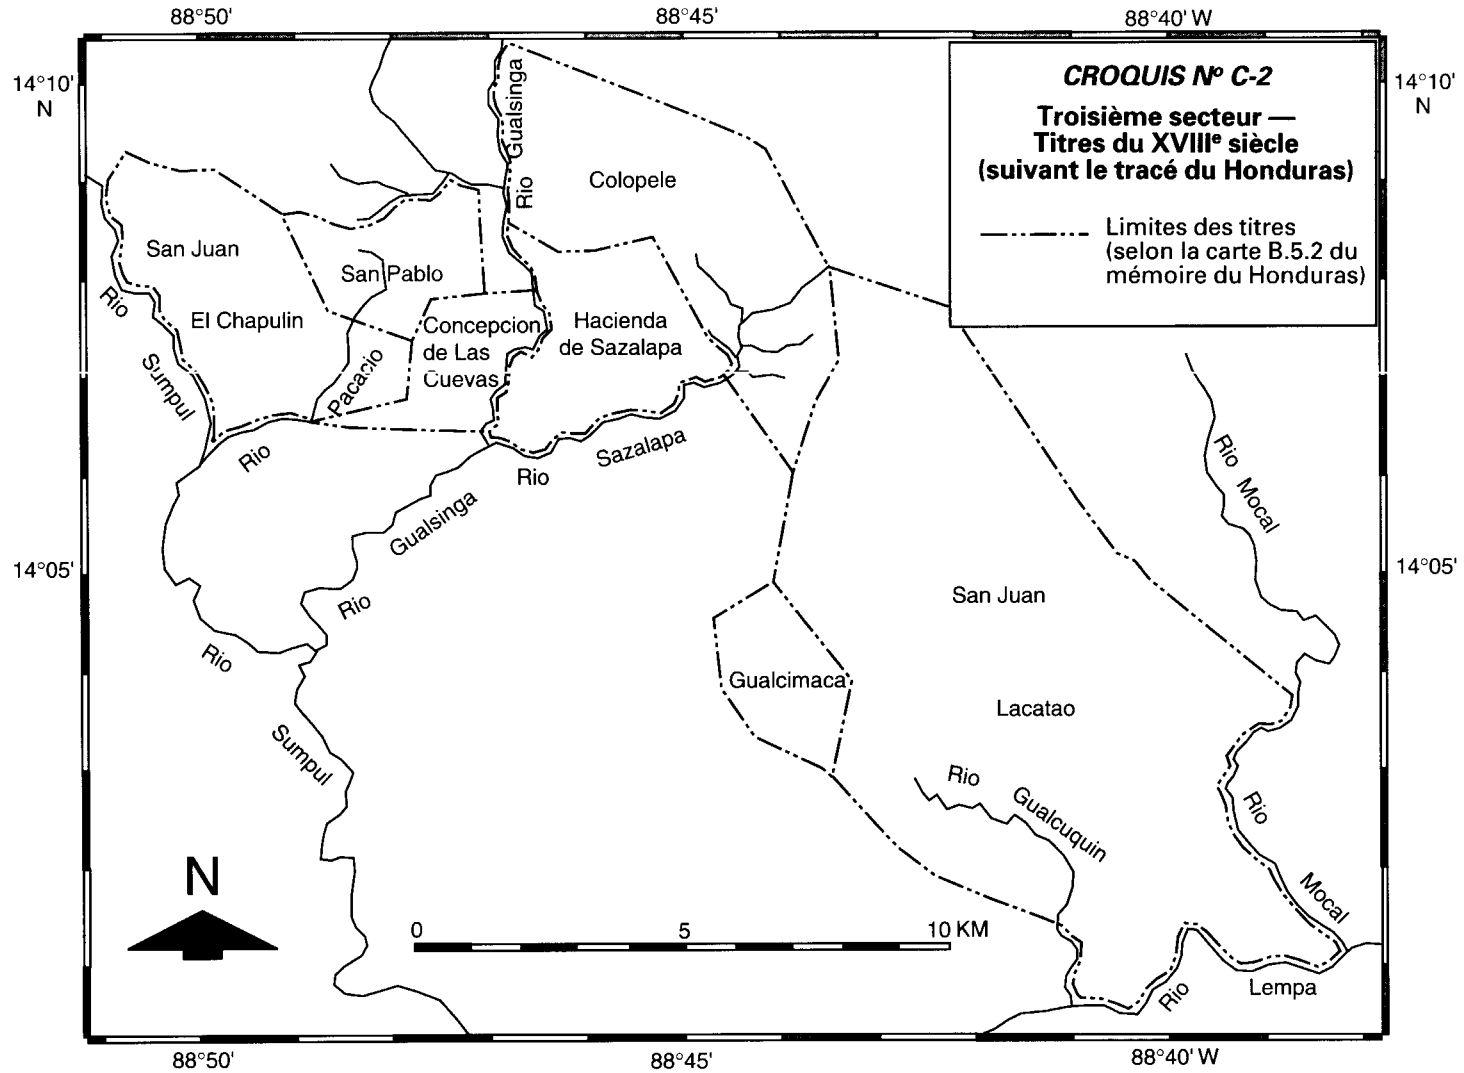 88°50'
88°45'
88°40' W
14°10'
N
14°10'
N
CROQUIS Nº C-2
Troisième secteur —
Titres du XVIIIe siècle
(suivant le tracé du Honduras)
Limites des titres
(selon la carte B.5.2 du
mémoire du Honduras)
Gualsinga
Rio
Colopele
San Juan
San Pablo
El Chapulin
Rio
Sumpul
Concepcion
de Las
Cuevas
Hacienda
de Sazalapa
Pacacio
Rio
Rio
Sazalapa
Gualsinga
Rio
Rio
Mocal
14°05'
14°05'
San Juan
Rio
Gualcimaca
Lacatao
Sumpul
Rio
Gualcuquin
Rio
Mocal
N
0
5
10 KM
Rio
Lempa
88°50'
88°45'
88°40' W